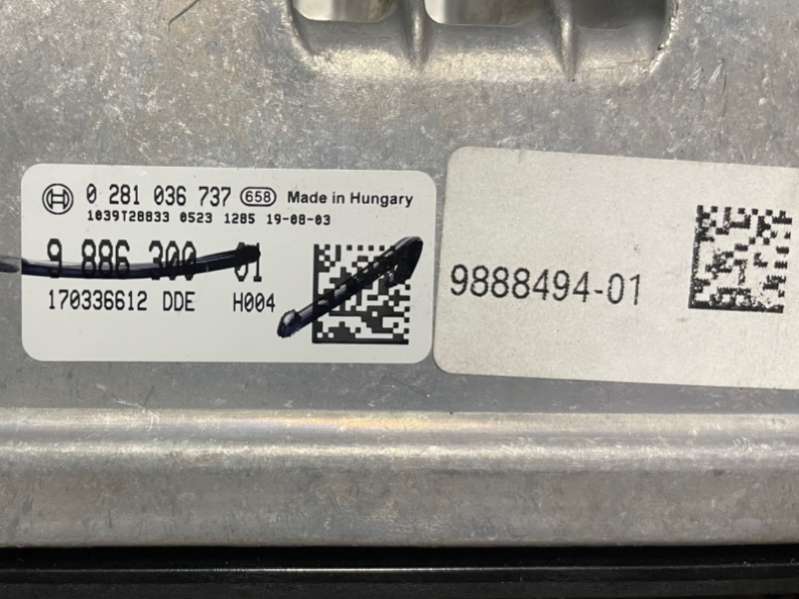 0 281 036 737 658 Made in Hungary
1039T28833 0523 1285 19-08-03
9 886 300 01
170336612 DDE H004
9888494-01